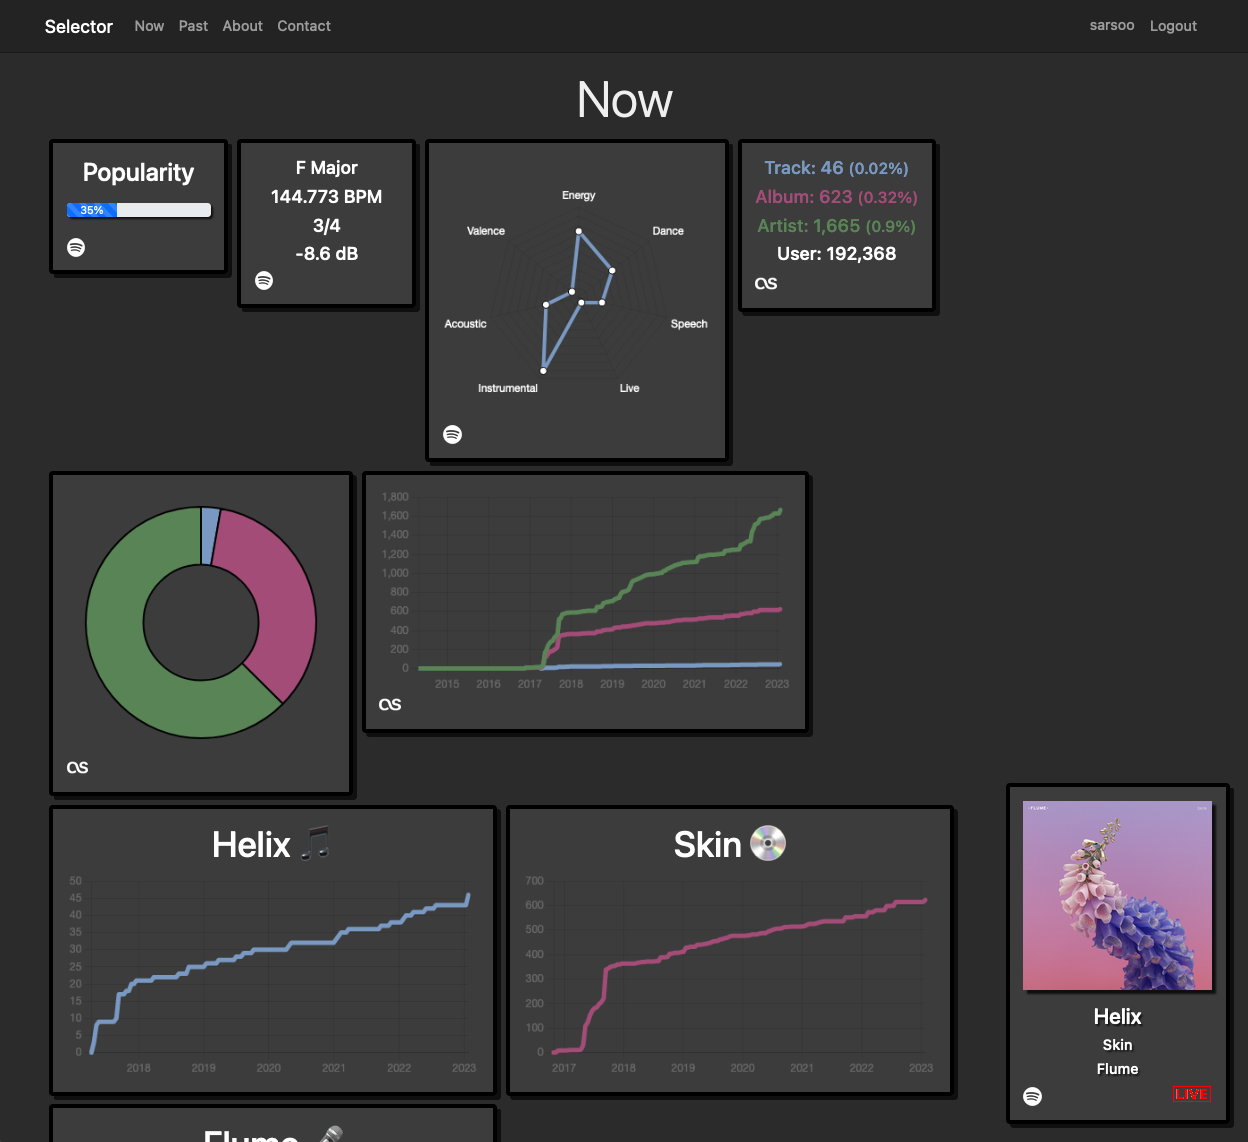 Selector Now Past About Contact sarsoo Logout
Now
Popularity
35%
F Major
144.773 BPM
3/4
-8.6 dB
Energy
Dance
Speech
Live
Instrumental
Acoustic
Valence
Track: 46 (0.02%)
Album: 623 (0.32%)
Artist: 1,665 (0.9%)
User: 192,368
1,800
1,600
1,400
1,200
1,000
800
600
400
200
0
2015 2016 2017 2018 2019 2020 2021 2022 2023
Helix
50
45
40
35
30
25
20
15
10
5
0
2018 2019 2020 2021 2022 2023
Skin
700
600
500
400
300
200
100
0
2017 2018 2019 2020 2021 2022 2023
FLUME
Helix
Skin
Flume
LIVE
Flume